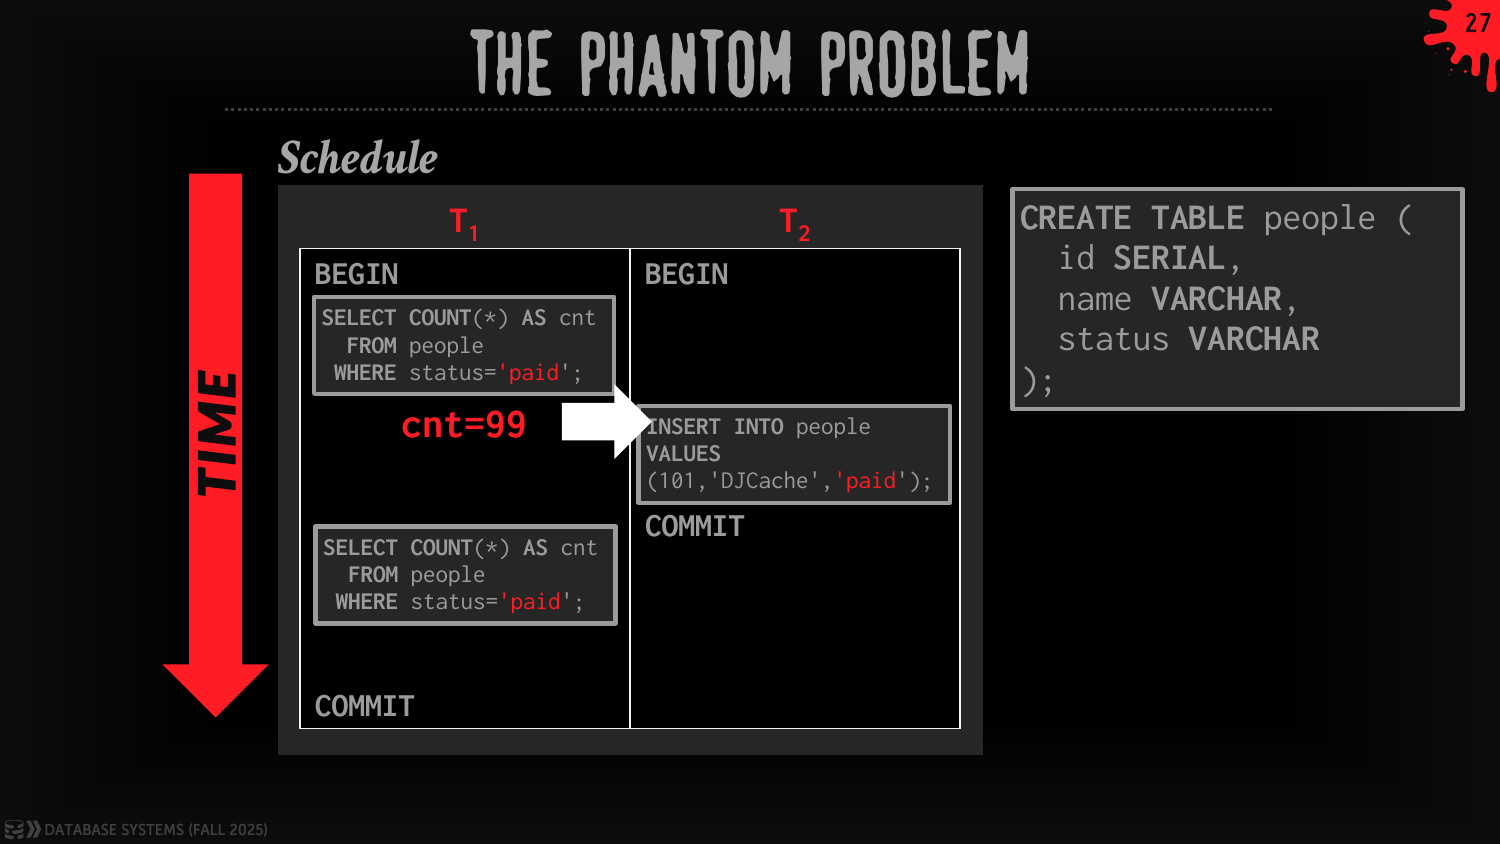 THE PHANTOM PROBLEM
27
Schedule
TIME
T1
T2
BEGIN
SELECT COUNT(*) AS cnt
FROM people
WHERE status='paid';
cnt=99
SELECT COUNT(*) AS cnt
FROM people
WHERE status='paid';
COMMIT
BEGIN
INSERT INTO people
VALUES
(101,'DJCache','paid');
COMMIT
CREATE TABLE people (
id SERIAL,
name VARCHAR,
status VARCHAR
);
DATABASE SYSTEMS (FALL 2025)